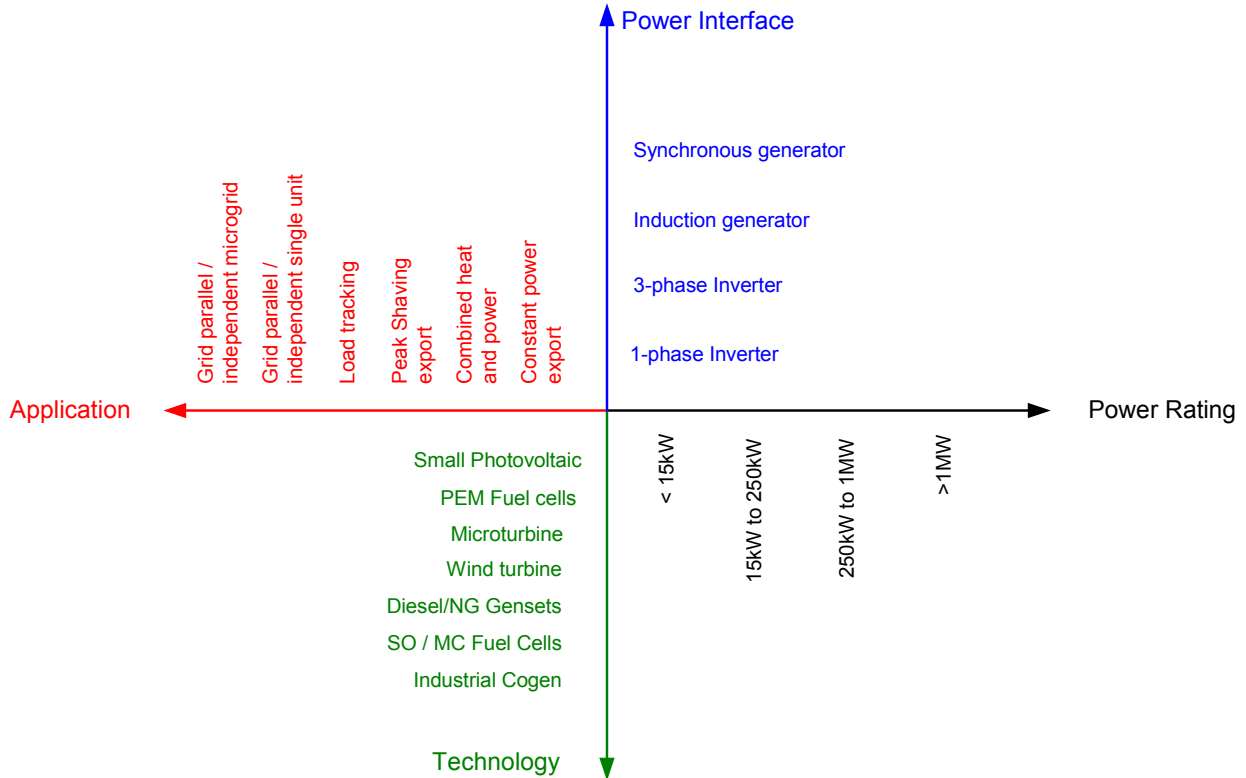 Power Interface
Synchronous generator
Induction generator
3-phase Inverter
1-phase Inverter
Grid parallel /
independent microgrid
Grid parallel /
independent single unit
Load tracking
Peak Shaving
export
Combined heat
and power
Constant power
export
Application
Power Rating
< 15kW
15kW to 250kW
250kW to 1MW
>1MW
Small Photovoltaic
PEM Fuel cells
Microturbine
Wind turbine
Diesel/NG Gensets
SO / MC Fuel Cells
Industrial Cogen
Technology